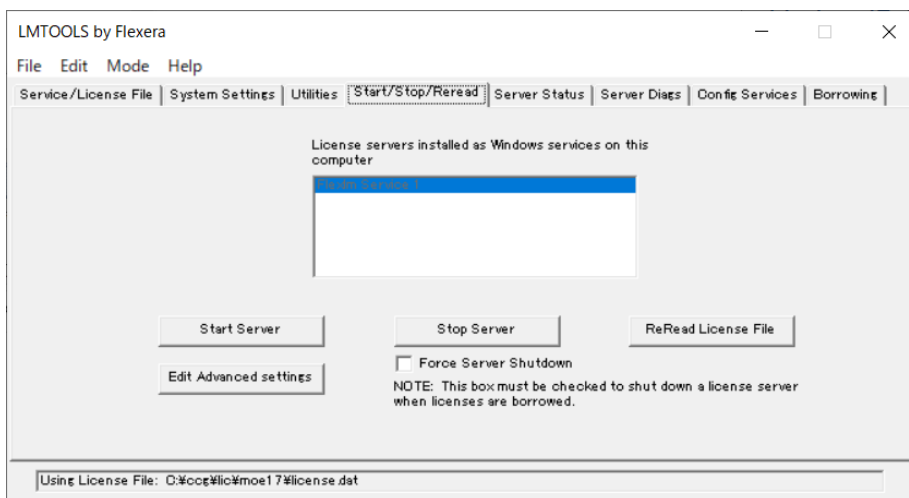 LMTOOLS by Flexera
File Edit Mode Help
Service/License File System Settings Utilities Start/Stop/Reread Server Status Server Diags Config Services Borrowing
License servers installed as Windows services on this
computer
Flexlm Service 1
Start Server Stop Server ReRead License File
Edit Advanced settings
Force Server Shutdown
NOTE: This box must be checked to shut down a license server
when licenses are borrowed.
Using License File: C:¥ccg¥lic¥moe17¥license.dat